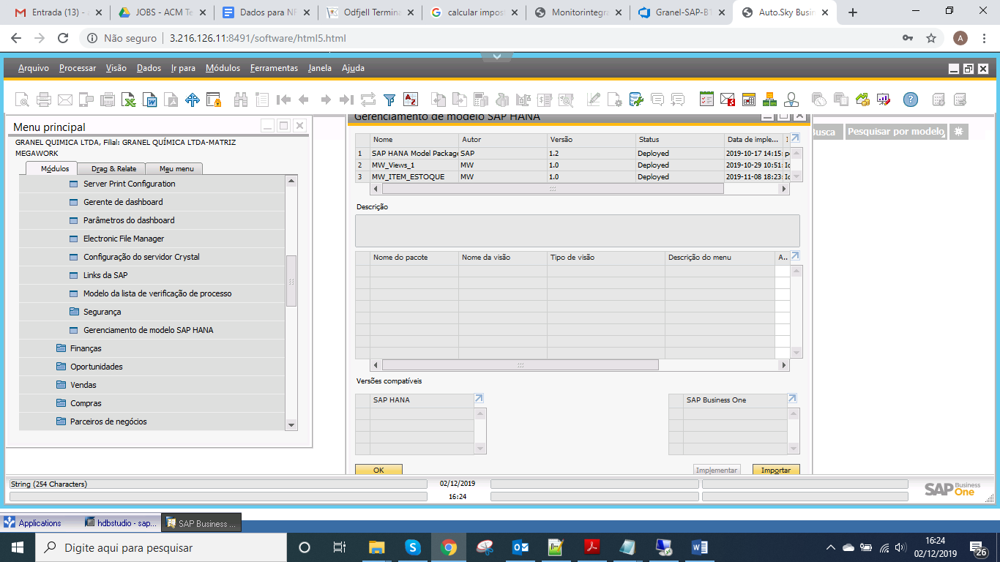 Entrada (13) - A
JOBS - ACM Te
Dados para NF
Odfjell Termina
calcular impost
Monitorintegra
Granel-SAP-B1
Auto.Sky Busin
Não seguro
3.216.126.11:8491/software/html5.html
A
Arquivo Processar Visão Dados Ir para Módulos Ferramentas Janela Ajuda
Menu principal
GRANEL QUIMICA LTDA, Filial: GRANEL QUÍMICA LTDA-MATRIZ
MEGAWORK
Módulos Drag & Relate Meu menu
Server Print Configuration
Gerente de dashboard
Parâmetros do dashboard
Electronic File Manager
Configuração do servidor Crystal
Links da SAP
Modelo da lista de verificação de processo
Segurança
Gerenciamento de modelo SAP HANA
Finanças
Oportunidades
Vendas
Compras
Parceiros de negócios
Gerenciamento de modelo SAP HANA
Nome Autor Versão Status Data de imple...
1 SAP HANA Model Package SAP 1.2 Deployed 2019-10-17 14:15:
2 MW_Views_1 MW 1.0 Deployed 2019-10-29 10:51:
3 MW_ITEM_ESTOQUE MW 1.0 Deployed 2019-11-08 18:23:
Descrição
Nome do pacote Nome da visão Tipo de visão Descrição do menu A..
Versões compatíveis
SAP HANA
SAP Business One
OK Implementar Importar
usca Pesquisar por modelo
String (254 Characters)
02/12/2019
16:24
SAP Business One
Applications hdbstudio - sap... SAP Business ...
Digite aqui para pesquisar
16:24
02/12/2019
26